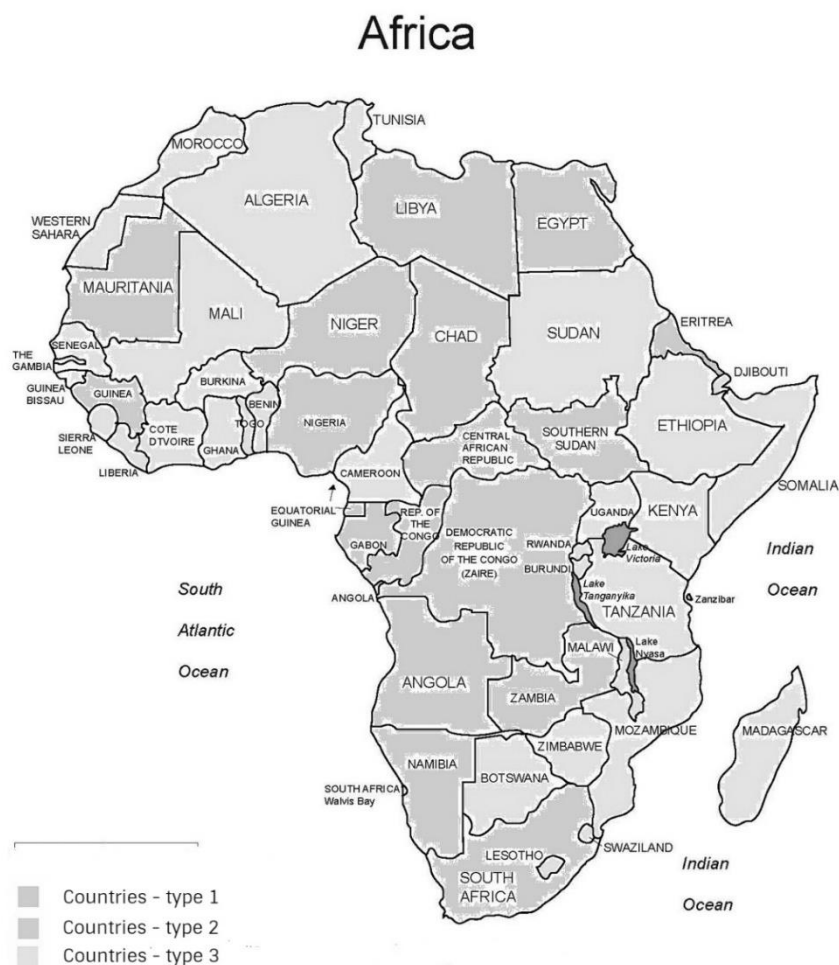 Africa
TUNISIA
MOROCCO
ALGERIA
LIBYA
EGYPT
WESTERN
SAHARA
MAURITANIA
MALI
NIGER
CHAD
SUDAN
ERITREA
SENEGAL
THE
GAMBIA
BURKINA
DJIBOUTI
GUINEA
BISSAU
GUINEA
BENIN
NIGERIA
TOGO
COTE
DTVOIRE
GHANA
SIERRA
LEONE
LIBERIA
CENTRAL
AFRICAN
REPUBLIC
SOUTHERN
SUDAN
ETHIOPIA
CAMEROON
SOMALIA
EQUATORIAL
GUINEA
REP. OF
THE
CONGO
GABON
DEMOCRATIC
REPUBLIC
OF THE CONGO
(ZAIRE)
UGANDA
KENYA
RWANDA
BURUNDI
Lake
Victoria
Indian
Ocean
Lake
Tanganyika
Zanzibar
TANZANIA
ANGOLA
South
Atlantic
Ocean
Lake
Nyasa
MALAWI
ANGOLA
ZAMBIA
MOZAMBIQUE
MADAGASCAR
ZIMBABWE
NAMIBIA
BOTSWANA
SOUTH AFRICA
Walvis Bay
SWAZILAND
LESOTHO
SOUTH
AFRICA
Indian
Ocean
Countries - type 1
Countries - type 2
Countries - type 3